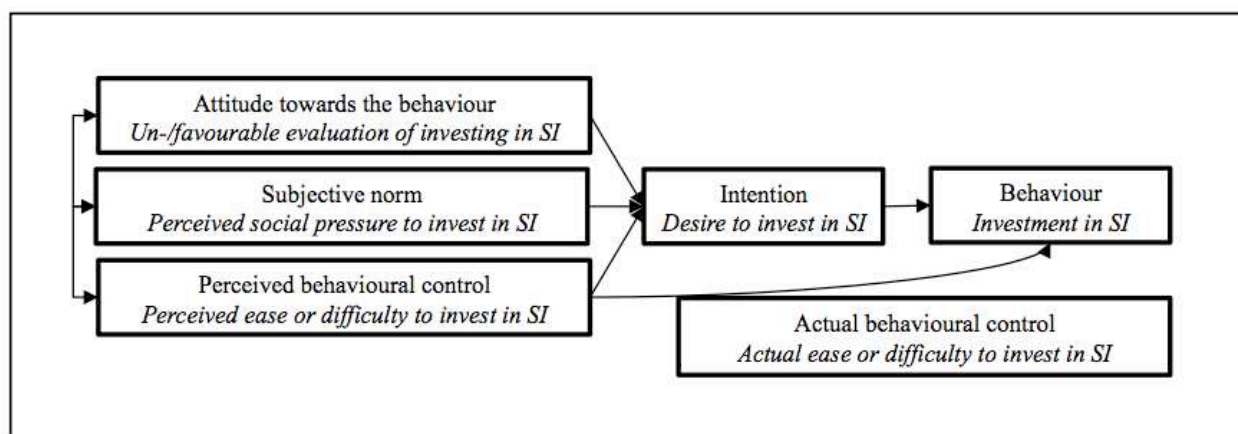 Attitude towards the behaviour
Un-/favourable evaluation of investing in SI
Subjective norm
Perceived social pressure to invest in SI
Perceived behavioural control
Perceived ease or difficulty to invest in SI
Intention
Desire to invest in SI
Behaviour
Investment in SI
Actual behavioural control
Actual ease or difficulty to invest in SI